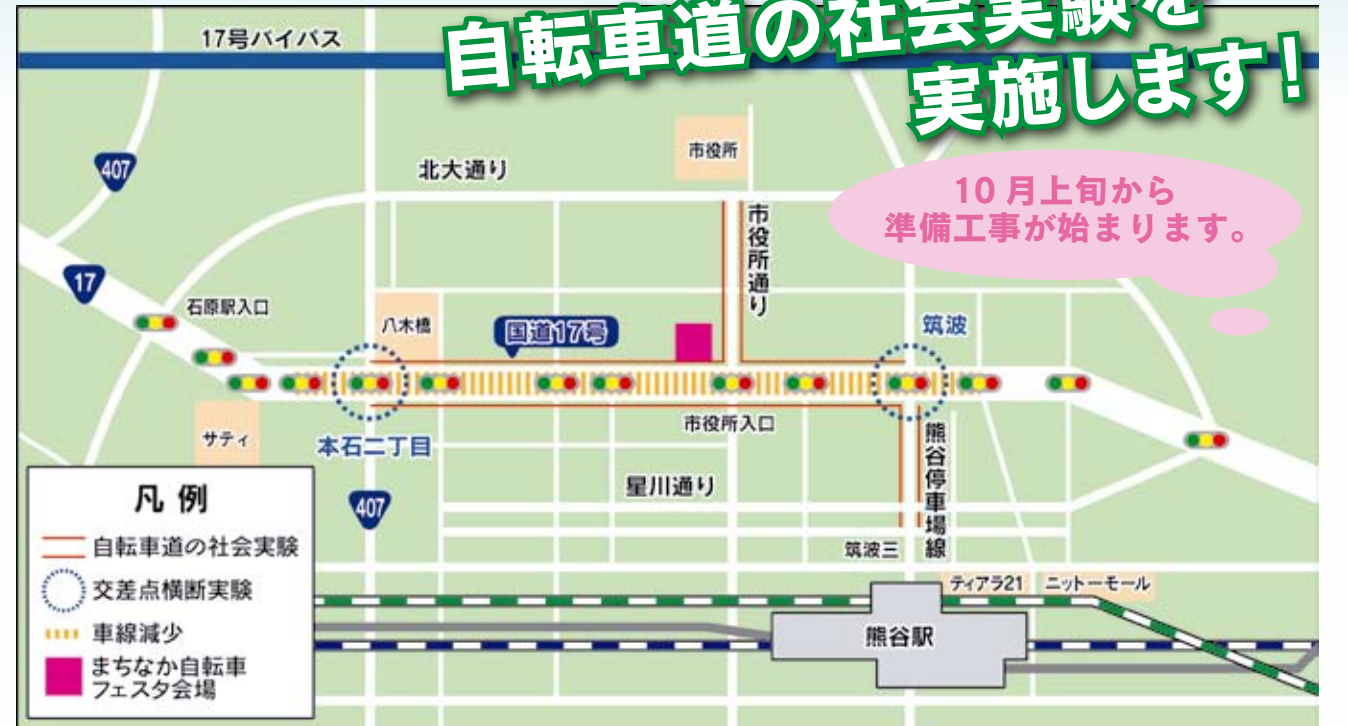 自転車道の社会実験を
実施します!
10月上旬から
準備工事が始まります。
17号バイパス
407
北大通り
市役所
市役所通り
17
石原駅入口
八木橋
国道17号
筑波
サティ
本石二丁目
市役所入口
407
星川通り
熊谷停車場線
筑波三
ティアラ21
ニットーモール
熊谷駅
凡例
自転車道の社会実験
交差点横断実験
車線減少
まちなか自転車
フェスタ会場